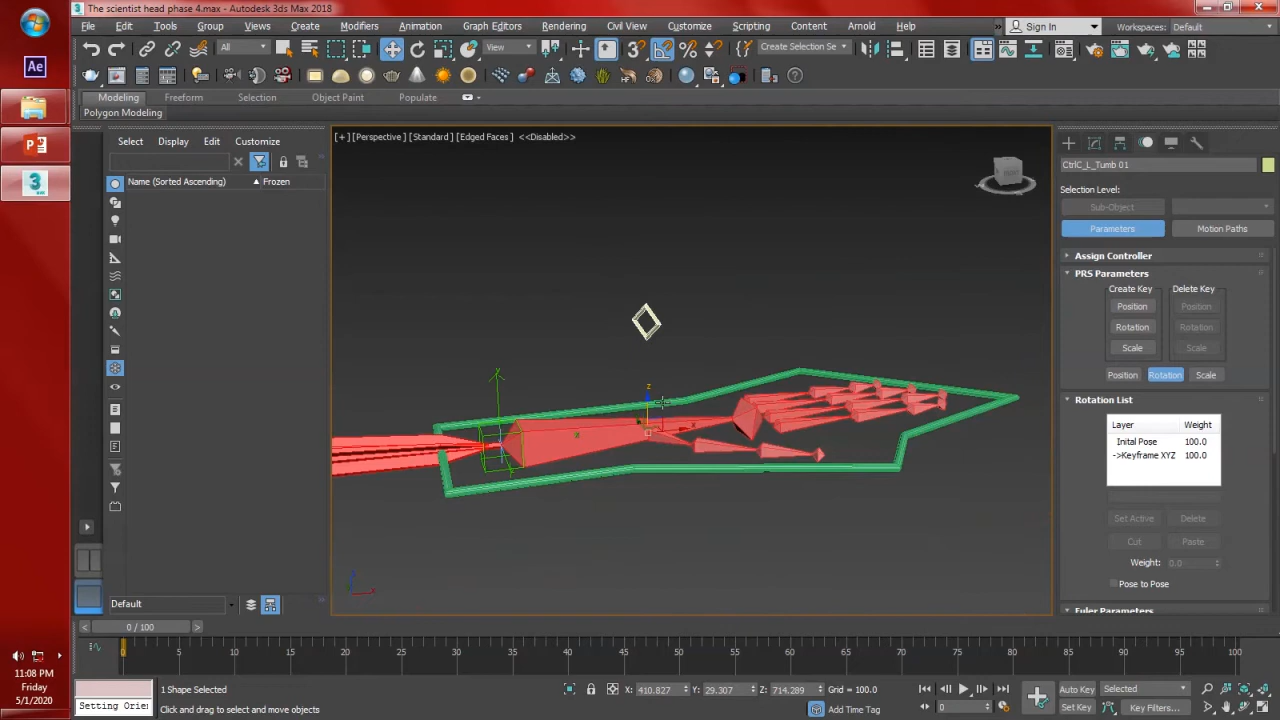 The scientist head phase 4.max - Autodesk 3ds Max 2018
File Edit Tools Group Views Create Modifiers Animation Graph Editors Rendering Civil View Customize Scripting Content Arnold Help
Sign In
Workspaces: Default
All
View
Create Selection Se
Modeling Freeform Selection Object Paint Populate
Polygon Modeling
Select Display Edit Customize
Name (Sorted Ascending) Frozen
[+] [Perspective] [Standard] [Edged Faces] <<Disabled>>
CtrlC_L_Tumb 01
Selection Level:
Sub-Object
Parameters Motion Paths
Assign Controller
PRS Parameters
Create Key Delete Key
Position Position
Rotation Rotation
Scale Scale
Position Rotation Scale
Rotation List
Layer Weight
Inital Pose 100.0
->Keyframe XYZ 100.0
Set Active Delete
Cut Paste
Weight: 0.0
Pose to Pose
Euler Parameters
Default
0 / 100
0 5 10 15 20 25 30 35 40 45 50 55 60 65 70 75 80 85 90 95 100
11:08 PM
Friday
5/1/2020
1 Shape Selected
Setting Orie
Click and drag to select and move objects
X: 410.827 Y: 29.307 Z: 714.289 Grid = 100.0
Add Time Tag
Auto Key Selected
Set Key Key Filters...
0